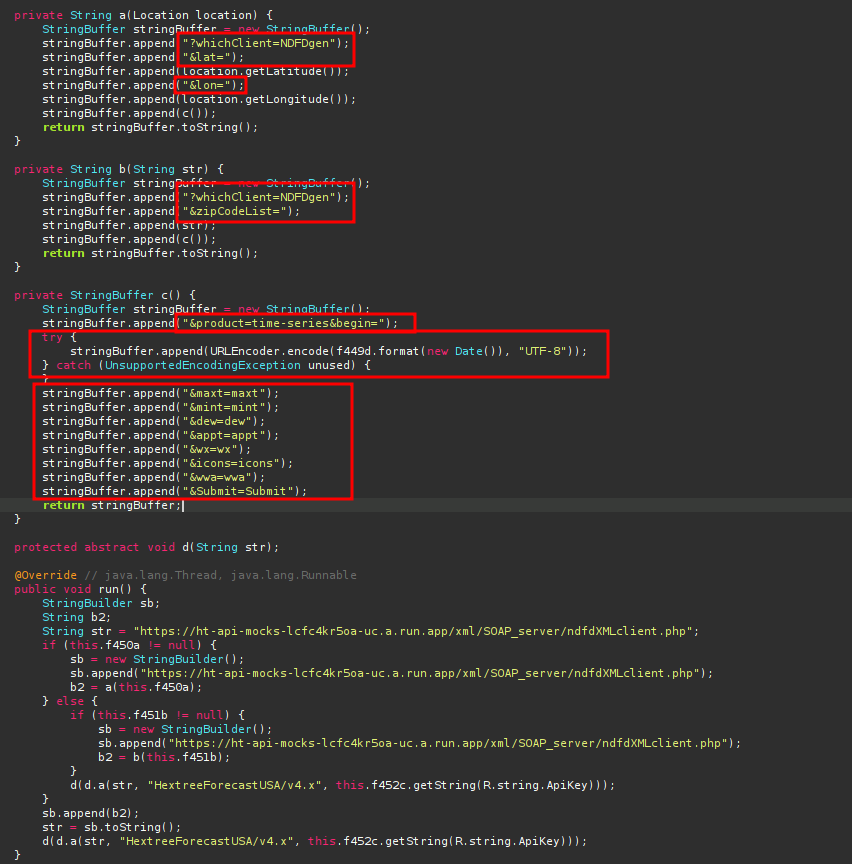 private String a(Location location) {
    StringBuffer stringBuffer = new StringBuffer();
    stringBuffer.append("?whichClient=NDFDgen");
    stringBuffer.append("&lat=");
    stringBuffer.append(location.getLatitude());
    stringBuffer.append("&lon=");
    stringBuffer.append(location.getLongitude());
    stringBuffer.append(c());
    return stringBuffer.toString();
}
private String b(String str) {
    StringBuffer stringBuffer = new StringBuffer();
    stringBuffer.append("?whichClient=NDFDgen");
    stringBuffer.append("&zipCodeList=");
    stringBuffer.append(str);
    stringBuffer.append(c());
    return stringBuffer.toString();
}
private StringBuffer c() {
    StringBuffer stringBuffer = new StringBuffer();
    stringBuffer.append("&product=time-series&begin=");
    try {
        stringBuffer.append(URLEncoder.encode(f449d.format(new Date()), "UTF-8"));
    } catch (UnsupportedEncodingException unused) {
    }
    stringBuffer.append("&maxt=maxt");
    stringBuffer.append("&mint=mint");
    stringBuffer.append("&dew=dew");
    stringBuffer.append("&appt=appt");
    stringBuffer.append("&wx=wx");
    stringBuffer.append("&icons=icons");
    stringBuffer.append("&wwa=wwa");
    stringBuffer.append("&Submit=Submit");
    return stringBuffer;
}
protected abstract void d(String str);
@Override // java.lang.Thread, java.lang.Runnable
public void run() {
    StringBuilder sb;
    String b2;
    String str = "https://ht-api-mocks-lcfc4kr5oa-uc.a.run.app/xml/SOAP_server/ndfdXMLclient.php";
    if (this.f450a != null) {
        sb = new StringBuilder();
        sb.append("https://ht-api-mocks-lcfc4kr5oa-uc.a.run.app/xml/SOAP_server/ndfdXMLclient.php");
        b2 = a(this.f450a);
    } else {
        if (this.f451b != null) {
            sb = new StringBuilder();
            sb.append("https://ht-api-mocks-lcfc4kr5oa-uc.a.run.app/xml/SOAP_server/ndfdXMLclient.php");
            b2 = b(this.f451b);
        }
        d(d.a(str, "HextreeForecastUSA/v4.x", this.f452c.getString(R.string.ApiKey)));
    }
    sb.append(b2);
    str = sb.toString();
    d(d.a(str, "HextreeForecastUSA/v4.x", this.f452c.getString(R.string.ApiKey)));
}